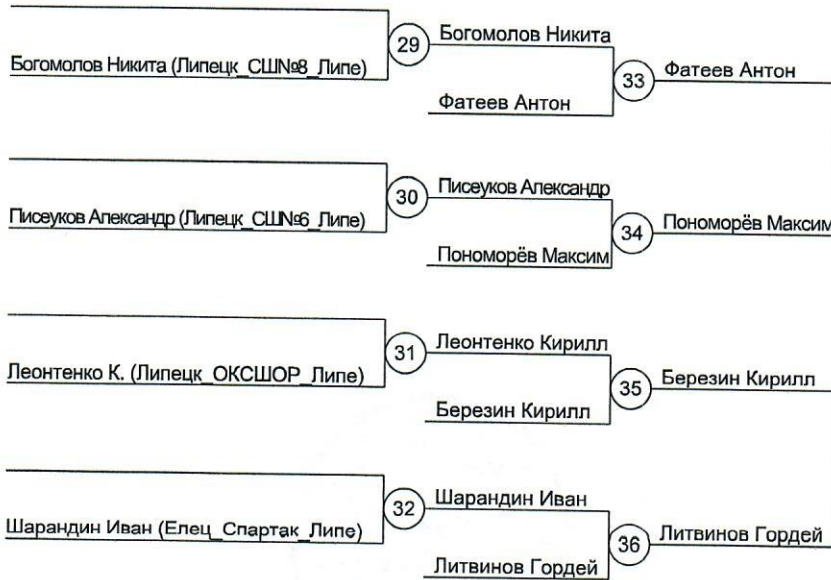 29
Богомолов Никита
Богомолов Никита (Липецк_СШ№8_Липе)
33
Фатеев Антон
Фатеев Антон
30
Писеуков Александр
Писеуков Александр (Липецк_СШ№6_Липе)
34
Пономорёв Максим
Пономорёв Максим
31
Леонтенко Кирилл
Леонтенко К. (Липецк_ОКСШОР_Липе)
35
Березин Кирилл
Березин Кирилл
32
Шарандин Иван
Шарандин Иван (Елец_Спартак_Липе)
36
Литвинов Гордей
Литвинов Гордей